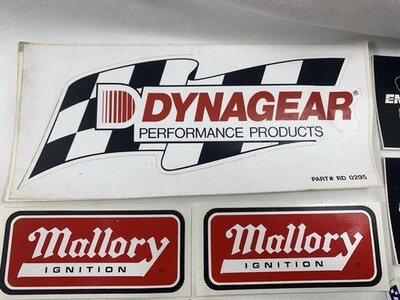 DYNAGEAR®
PERFORMANCE PRODUCTS
PART# RD 0295
Mallory
IGNITION
Mallory
IGNITION